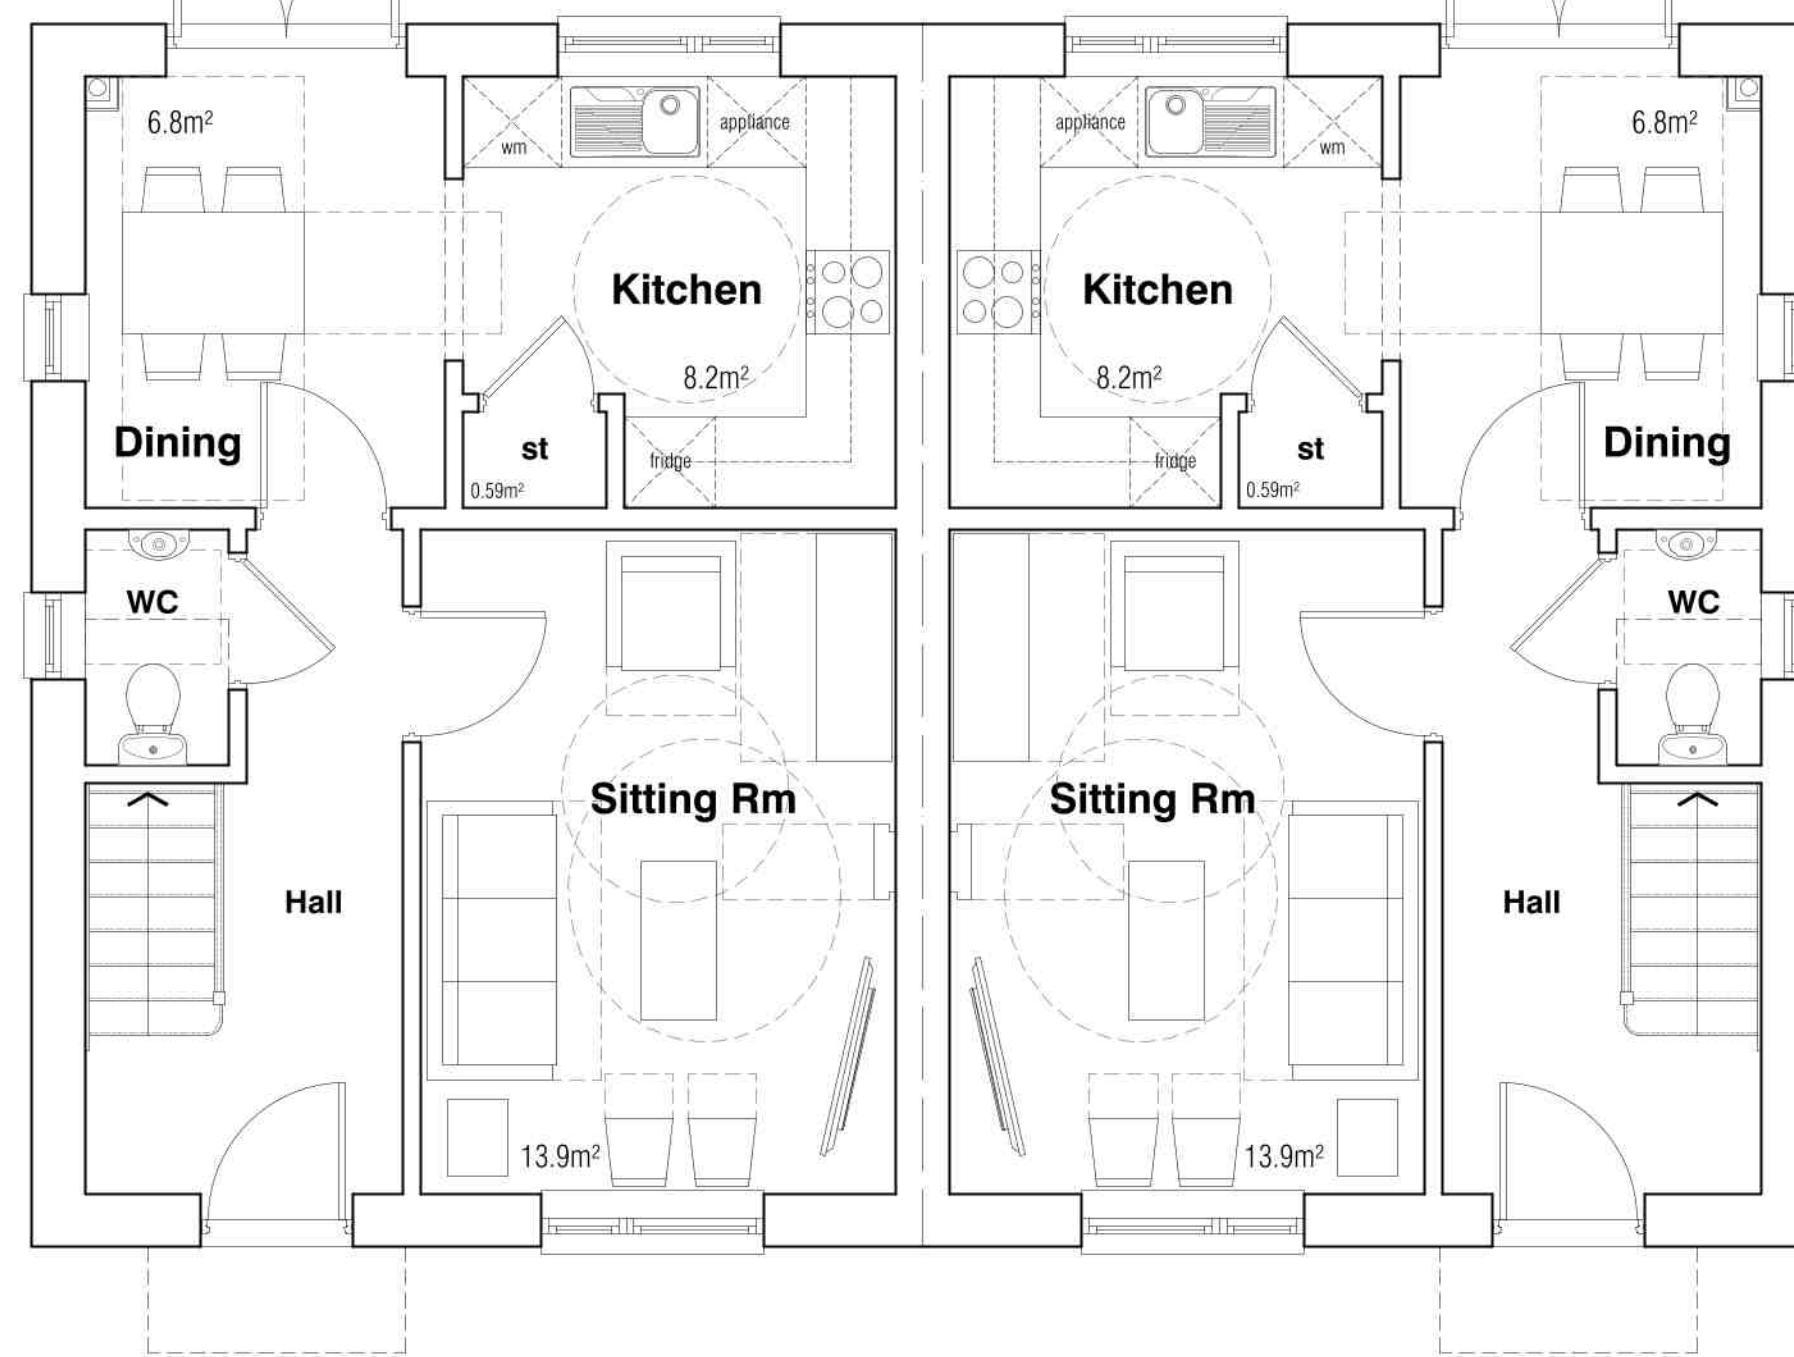 6.8m²
wm
appliance
Kitchen
8.2m²
Dining
st
0.59m²
fridge
WC
Sitting Rm
Hall
13.9m²
appliance
wm
6.8m²
Kitchen
8.2m²
Dining
fridge
st
0.59m²
WC
Sitting Rm
Hall
13.9m²